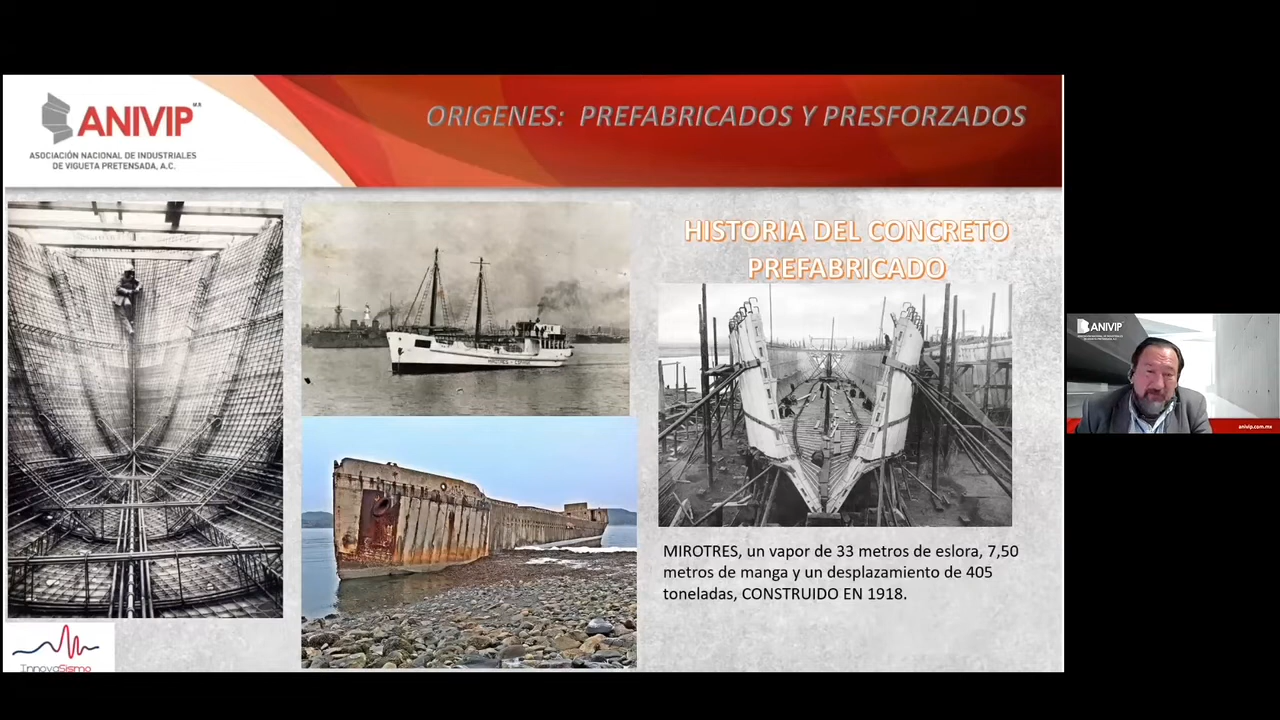 ANIVIP M.R
ASOCIACIÓN NACIONAL DE INDUSTRIALES
DE VIGUETA PRETENSADA, A.C.
ORIGENES: PREFABRICADOS Y PRESFORZADOS
HISTORIA DEL CONCRETO
PREFABRICADO
MIROTRES, un vapor de 33 metros de eslora, 7,50
metros de manga y un desplazamiento de 405
toneladas, CONSTRUIDO EN 1918.
InnovaSismo
ANIVIP
anivip.com.mx